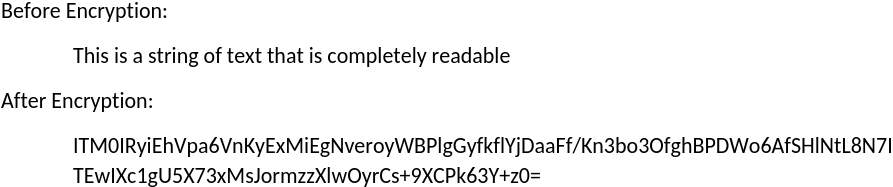 Before Encryption:
This is a string of text that is completely readable
After Encryption:
ITM0IRyiEhVpa6VnKyExMiEgNveroyWBPlgGyfkflYjDaaFf/Kn3bo3OfghBPDWo6AfSHlNtL8N7I
TEwIXc1gU5X73xMsJormzzXlwOyrCs+9XCPk63Y+z0=